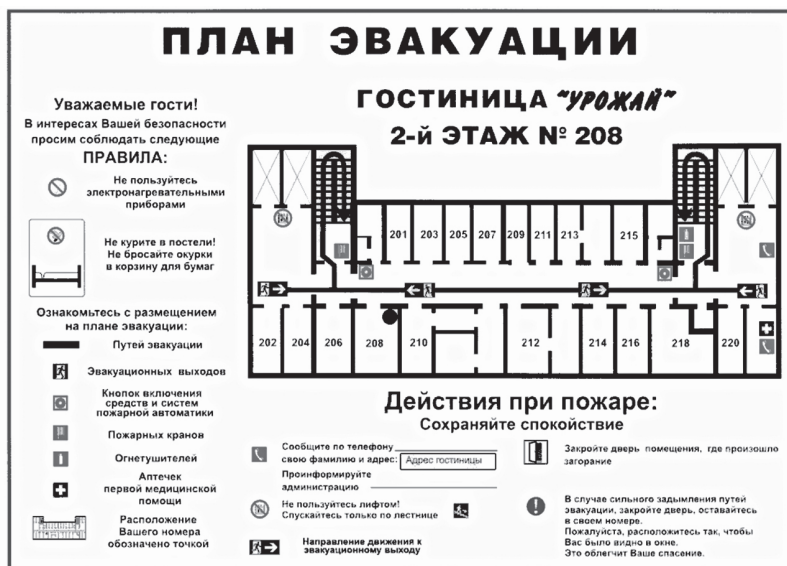 ПЛАН ЭВАКУАЦИИ
ГОСТИНИЦА "УРОЖАЙ"
2-й ЭТАЖ № 208
Уважаемые гости!
В интересах Вашей безопасности
просим соблюдать следующие
ПРАВИЛА:
Не пользуйтесь
электронагревательными
приборами
Не курите в постели!
Не бросайте окурки
в корзину для бумаг
Ознакомьтесь с размещением
на плане эвакуации:
Путей эвакуации
Эвакуационных выходов
Кнопок включения
средств и систем
пожарной автоматики
Пожарных кранов
Огнетушителей
Аптечек
первой медицинской
помощи
Расположение
Вашего номера
обозначено точкой
201 203 205 207 209 211 213 215
202 204 206 208 210 212 214 216 218 220
Действия при пожаре:
Сохраняйте спокойствие
Сообщите по телефону
свою фамилию и адрес: Адрес гостиницы
Проинформируйте
администрацию
Не пользуйтесь лифтом!
Спускайтесь только по лестнице
Направление движения к
эвакуационному выходу
Закройте дверь помещения, где произошло
загорание
В случае сильного задымления путей
эвакуации, закройте дверь, оставайтесь
в своем номере.
Пожалуйста, расположитесь так, чтобы
Вас было видно в окне.
Это облегчит Ваше спасение.